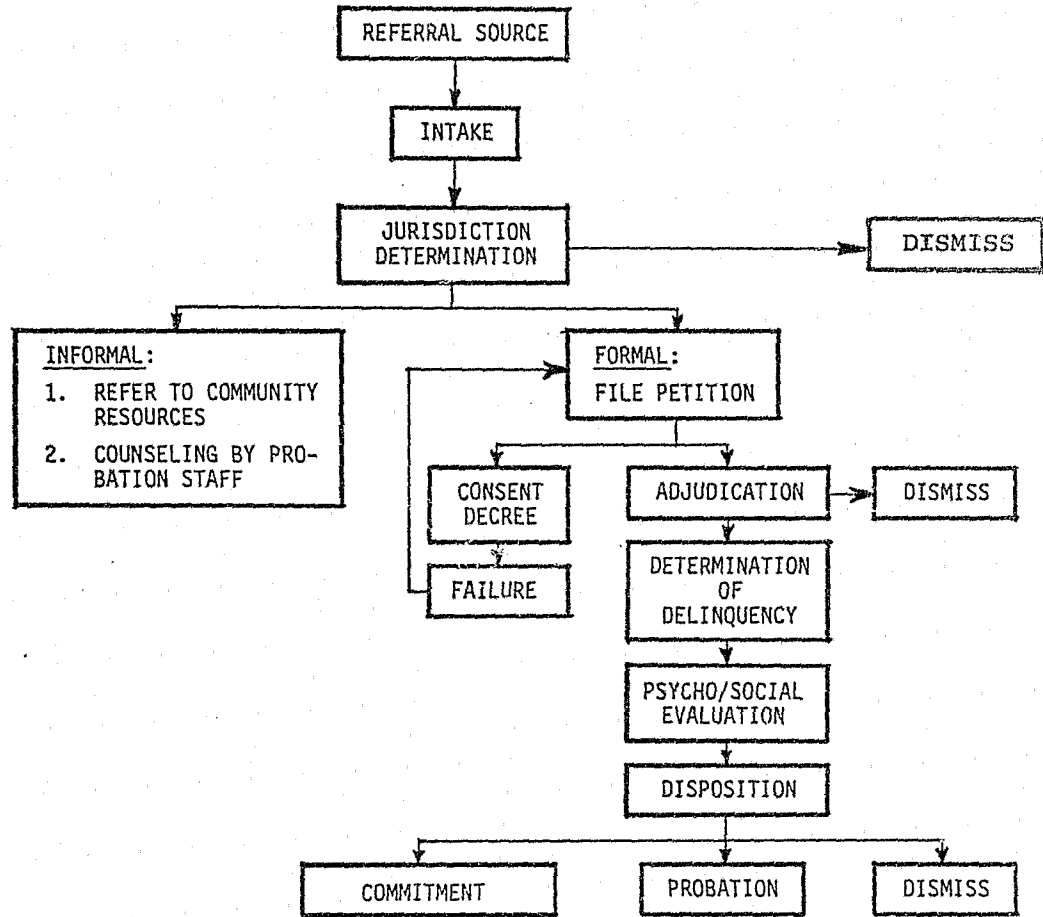 REFERRAL SOURCE
INTAKE
JURISDICTION
DETERMINATION
DISMISS
INFORMAL:
1. REFER TO COMMUNITY
RESOURCES
2. COUNSELING BY PRO-
BATION STAFF
FORMAL:
FILE PETITION
CONSENT
DECREE
ADJUDICATION
DISMISS
FAILURE
DETERMINATION
OF
DELINQUENCY
PSYCHO/SOCIAL
EVALUATION
DISPOSITION
COMMITMENT
PROBATION
DISMISS